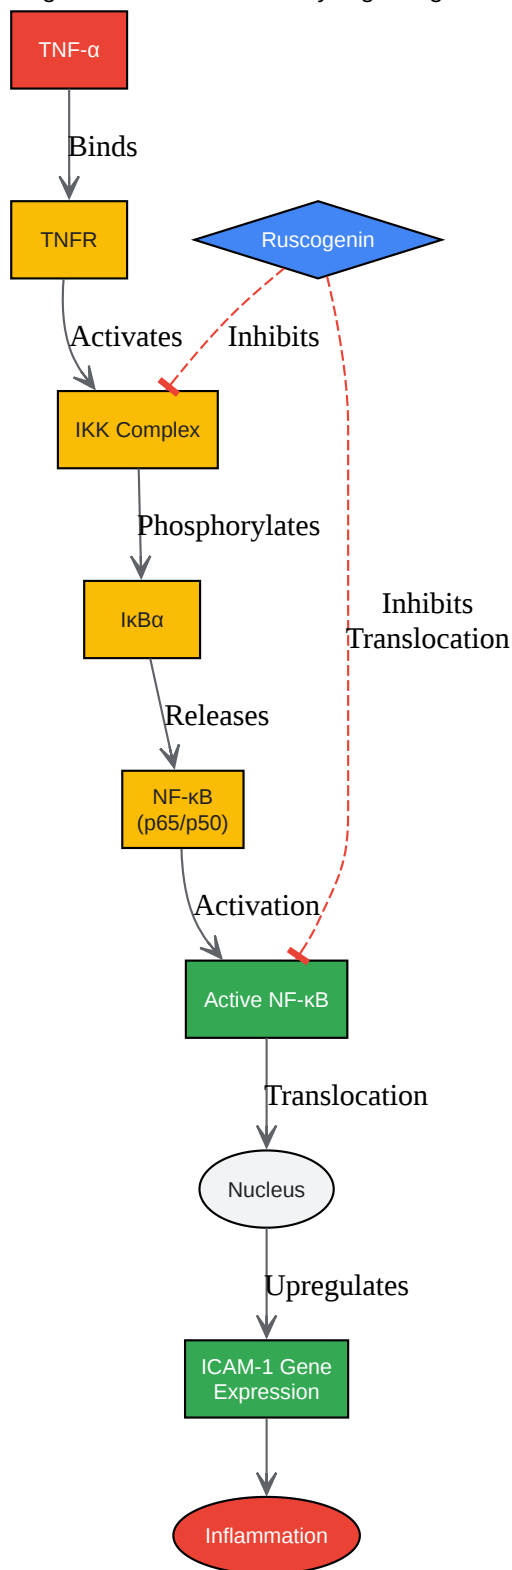 TNF-α
Binds
TNFR
Ruscogenin
Activates
Inhibits
IKK Complex
Phosphorylates
IκBα
Inhibits
Translocation
Releases
NF-κB
(p65/p50)
Activation
Active NF-κB
Translocation
Nucleus
Upregulates
ICAM-1 Gene
Expression
Inflammation